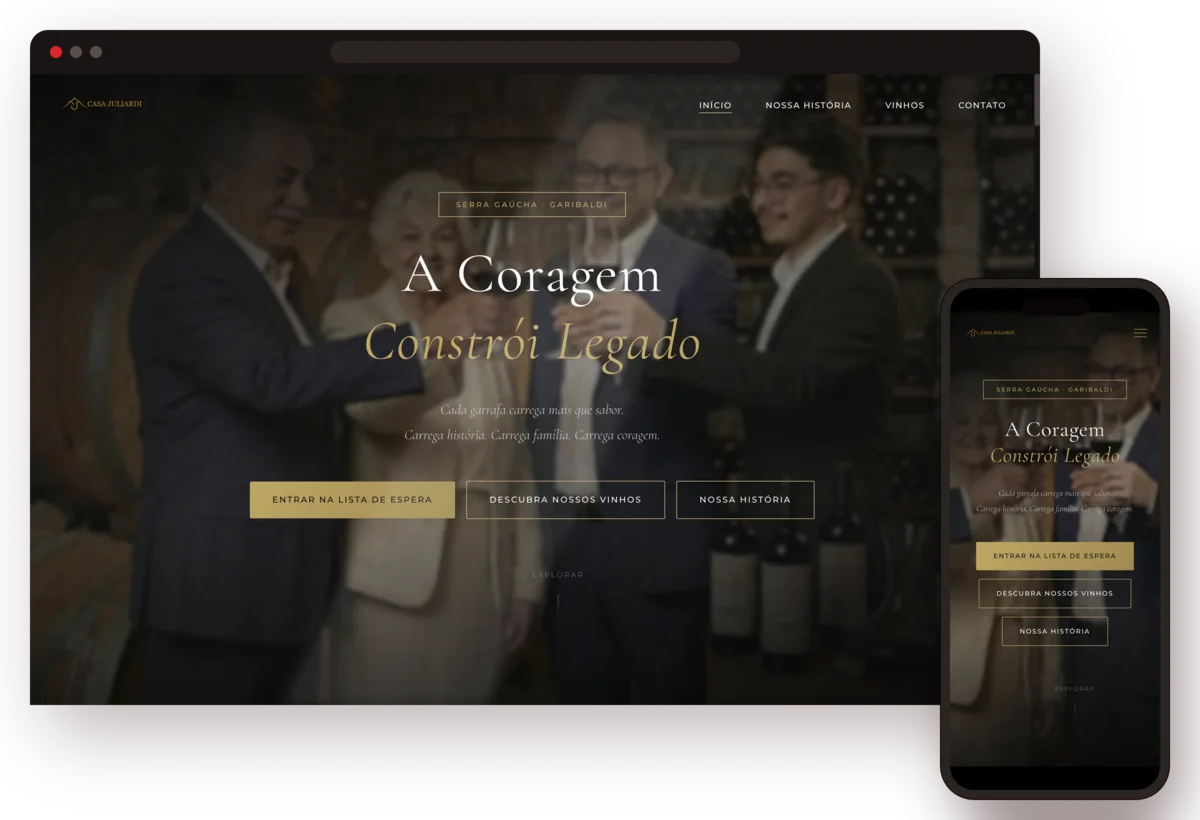 CASA JULIARDI
INÍCIO
NOSSA HISTÓRIA
VINHOS
CONTATO
SERRA GAÚCHA · GARIBALDI
A Coragem
Constrói Legado
Cada garrafa carrega mais que sabor.
Carrega história. Carrega família. Carrega coragem.
ENTRAR NA LISTA DE ESPERA
DESCUBRA NOSSOS VINHOS
NOSSA HISTÓRIA
EXPLORAR
CASA JULIARDI
SERRA GAÚCHA · GARIBALDI
A Coragem
Constrói Legado
Cada garrafa carrega mais que sabor.
Carrega história. Carrega família. Carrega coragem.
ENTRAR NA LISTA DE ESPERA
DESCUBRA NOSSOS VINHOS
NOSSA HISTÓRIA
EXPLORAR